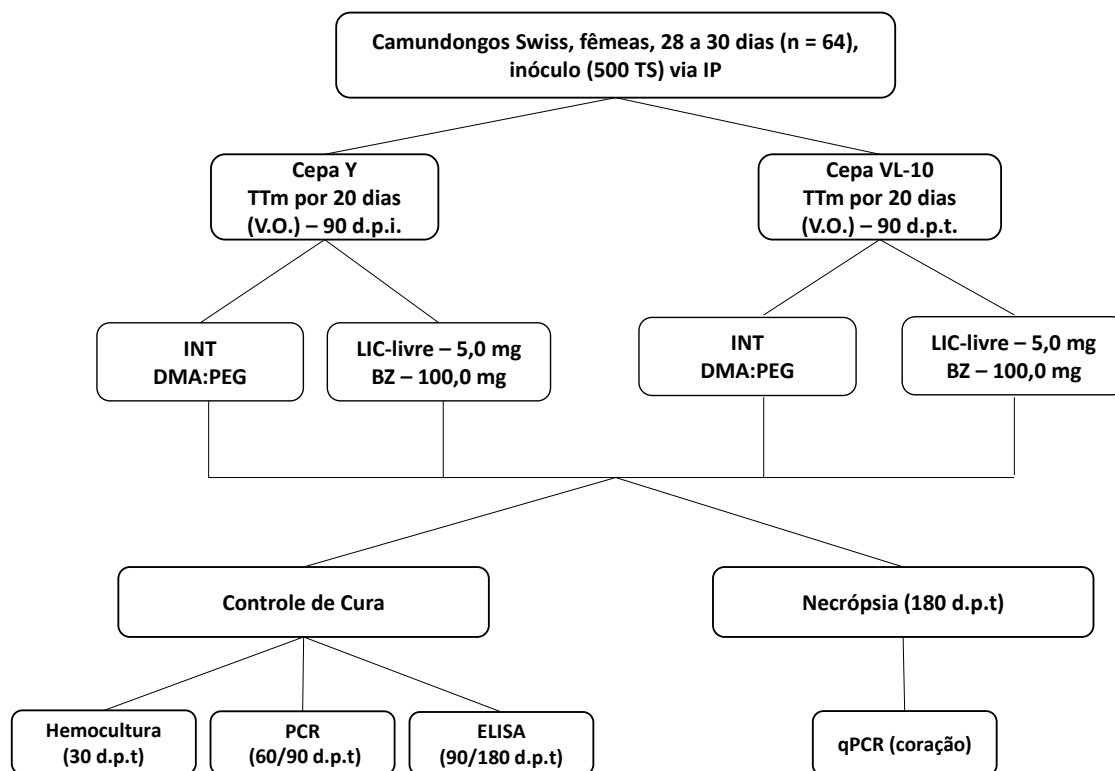 Camundongos Swiss, fêmeas, 28 a 30 dias (n = 64),
inóculo (500 TS) via IP
Cepa Y
TTm por 20 dias
(V.O.) – 90 d.p.i.
Cepa VL-10
TTm por 20 dias
(V.O.) – 90 d.p.t.
INT
DMA:PEG
LIC-livre – 5,0 mg
BZ – 100,0 mg
INT
DMA:PEG
LIC-livre – 5,0 mg
BZ – 100,0 mg
Controle de Cura
Necrópsia (180 d.p.t)
Hemocultura
(30 d.p.t)
PCR
(60/90 d.p.t)
ELISA
(90/180 d.p.t)
qPCR (coração)